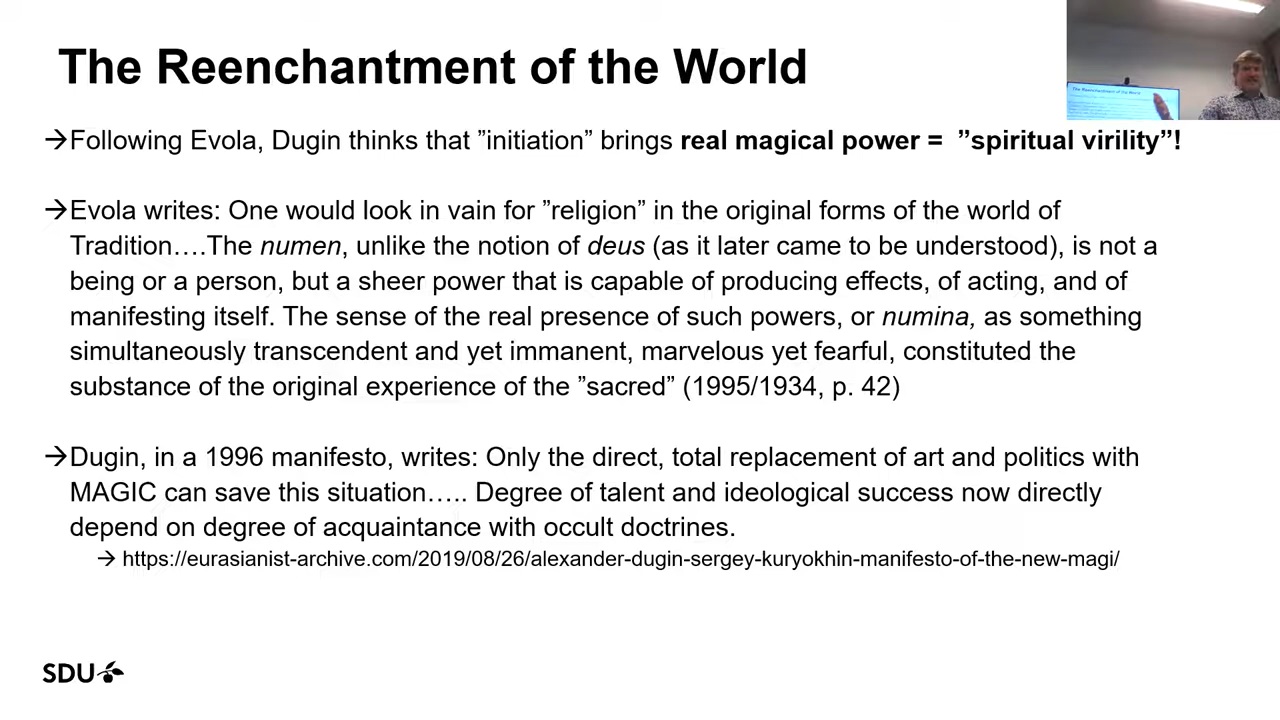 The Reenchantment of the World
→Following Evola, Dugin thinks that ”initiation” brings real magical power = ”spiritual virility”!
→Evola writes: One would look in vain for ”religion” in the original forms of the world of
Tradition….The numen, unlike the notion of deus (as it later came to be understood), is not a
being or a person, but a sheer power that is capable of producing effects, of acting, and of
manifesting itself. The sense of the real presence of such powers, or numina, as something
simultaneously transcendent and yet immanent, marvelous yet fearful, constituted the
substance of the original experience of the ”sacred” (1995/1934, p. 42)
→Dugin, in a 1996 manifesto, writes: Only the direct, total replacement of art and politics with
MAGIC can save this situation….. Degree of talent and ideological success now directly
depend on degree of acquaintance with occult doctrines.
→ https://eurasianist-archive.com/2019/08/26/alexander-dugin-sergey-kuryokhin-manifesto-of-the-new-magi/
SDU
The Reenchantment of the World